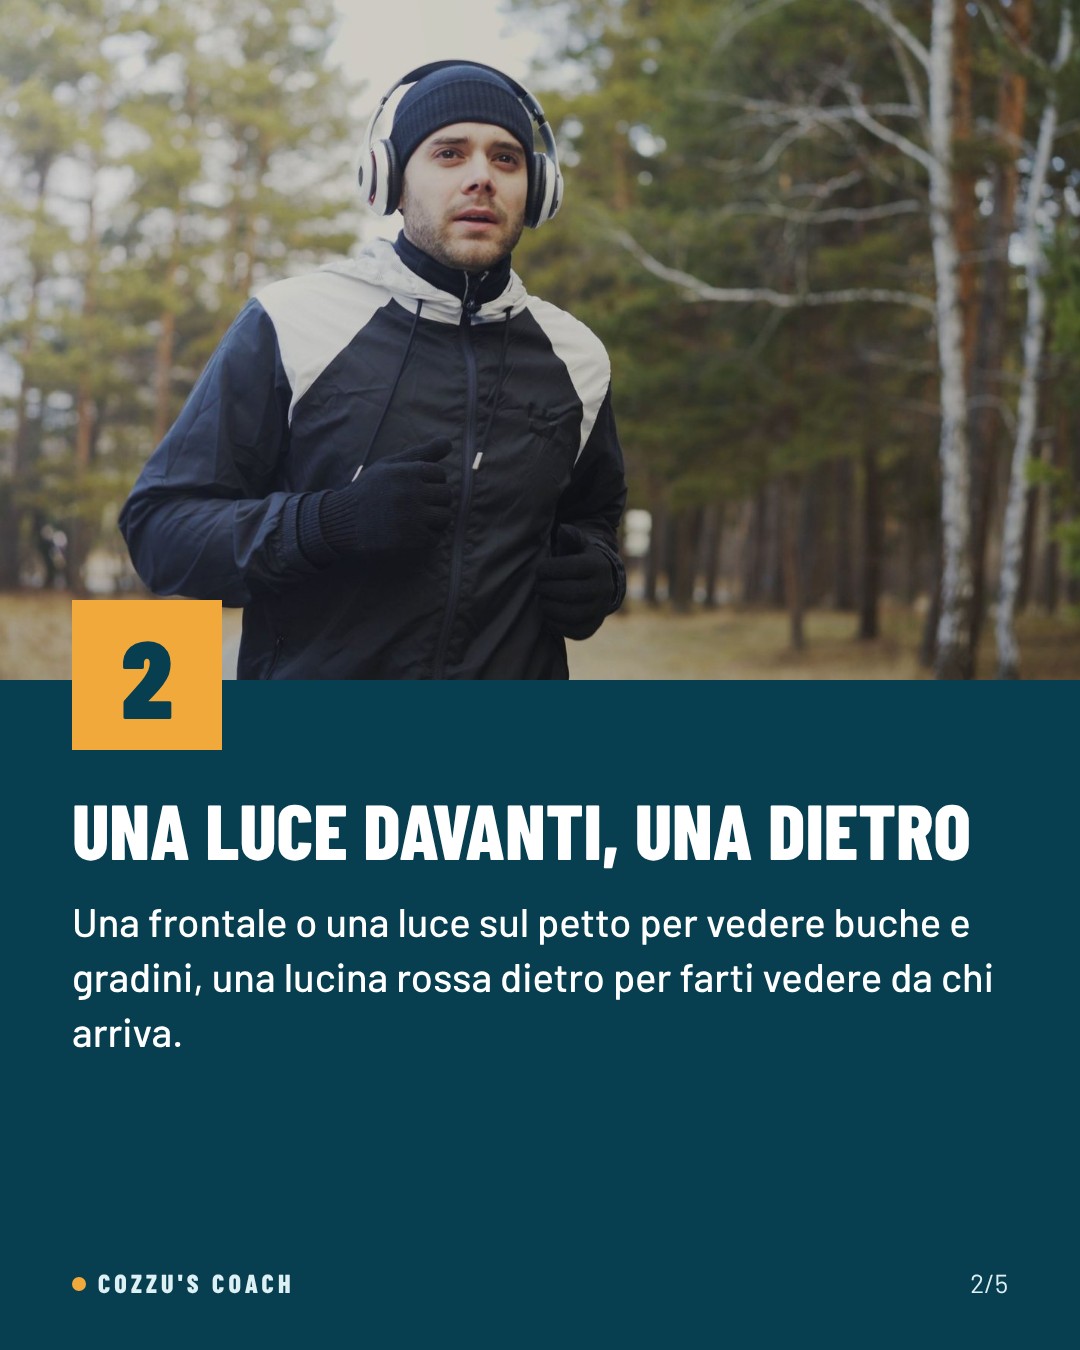 2
UNA LUCE DAVANTI, UNA DIETRO
Una frontale o una luce sul petto per vedere buche e
gradini, una lucina rossa dietro per farti vedere da chi
arriva.
COZZU'S COACH
2/5